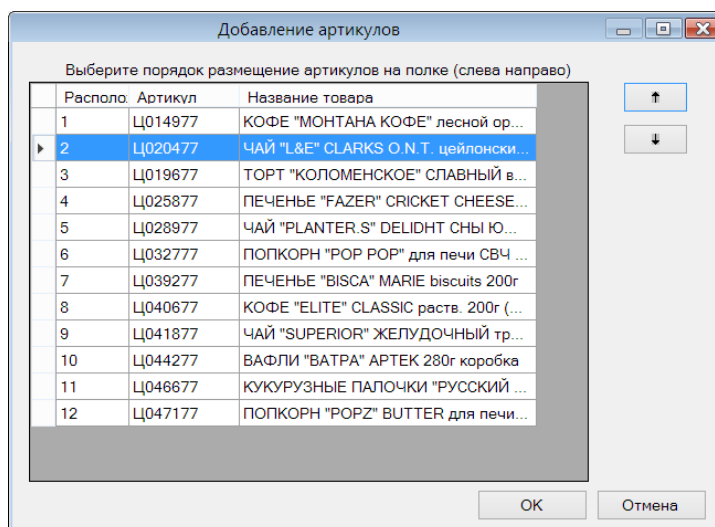 Добавление артикулов
Выберите порядок размещение артикулов на полке (слева направо)
Располо: Артикул Название товара
1 Ц014977 КОФЕ "МОНТАНА КОФЕ" лесной ор...
2 Ц020477 ЧАЙ "L&E" CLARKS O.N.T. цейлонски...
3 Ц019677 ТОРТ "КОЛОМЕНСКОЕ" СЛАВНЫЙ в...
4 Ц025877 ПЕЧЕНЬЕ "FAZER" CRICKET CHEESE...
5 Ц028977 ЧАЙ "PLANTER.S" DELIDHT СНЫ Ю...
6 Ц032777 ПОПКОРН "POP POP" для печи СВЧ ...
7 Ц039277 ПЕЧЕНЬЕ "BISCA" MARIE biscuits 200г
8 Ц040677 КОФЕ "ELITE" CLASSIC раств. 200г (...
9 Ц041877 ЧАЙ "SUPERIOR" ЖЕЛУДОЧНЫЙ тр...
10 Ц044277 ВАФЛИ "ВАТРА" АРТЕК 280г коробка
11 Ц046677 КУКУРУЗНЫЕ ПАЛОЧКИ "РУССКИЙ ...
12 Ц047177 ПОПКОРН "POPZ" BUTTER для печи...
OK Отмена